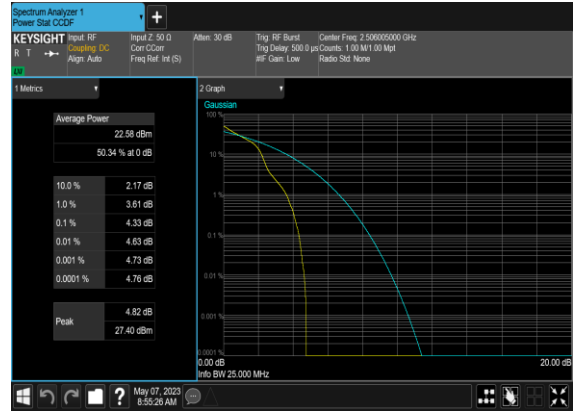 Spectrum Analyzer 1
Power Stat CCDF
KEYSIGHT
R T
LXI
Input: RF
Coupling: DC
Align: Auto
Input Z: 50 Ω
Corr CCorr
Freq Ref: Int (S)
Atten: 30 dB
Trig: RF Burst
Trig Delay: 500.0 µs
#IF Gain: Low
Center Freq: 2.506005000 GHz
Counts: 1.00 M/1.00 Mpt
Radio Std: None
1 Metrics
Average Power
22.58 dBm
50.34 % at 0 dB
10.0 % 2.17 dB
1.0 % 3.61 dB
0.1 % 4.33 dB
0.01 % 4.63 dB
0.001 % 4.73 dB
0.0001 % 4.76 dB
Peak
4.82 dB
27.40 dBm
2 Graph
Gaussian
100 %
10 %
1 %
0.1 %
0.01 %
0.001 %
0.0001 %
0.00 dB 20.00 dB
Info BW 25.000 MHz
May 07, 2023
8:55:26 AM